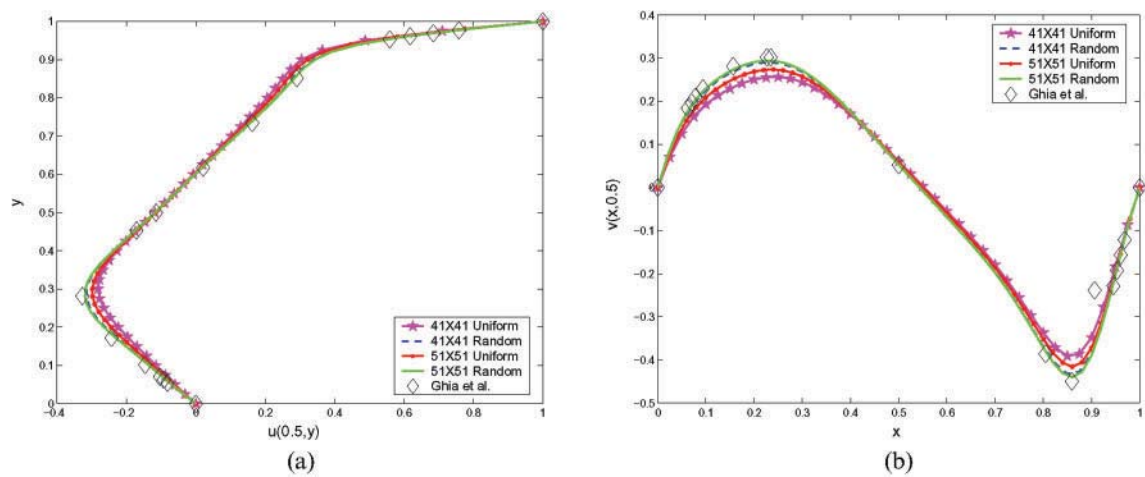 1
0.9
0.8
0.7
0.6
0.5
0.4
0.3
0.2
0.1
0
-0.4
-0.2
0
0.2
0.4
0.6
0.8
1
y
u(0.5,y)
41X41 Uniform
41X41 Random
51X51 Uniform
51X51 Random
Ghia et al.
(a)
0.4
0.3
0.2
0.1
0
-0.1
-0.2
-0.3
-0.4
-0.5
0
0.1
0.2
0.3
0.4
0.5
0.6
0.7
0.8
0.9
1
v(x,0.5)
x
41X41 Uniform
41X41 Random
51X51 Uniform
51X51 Random
Ghia et al.
(b)